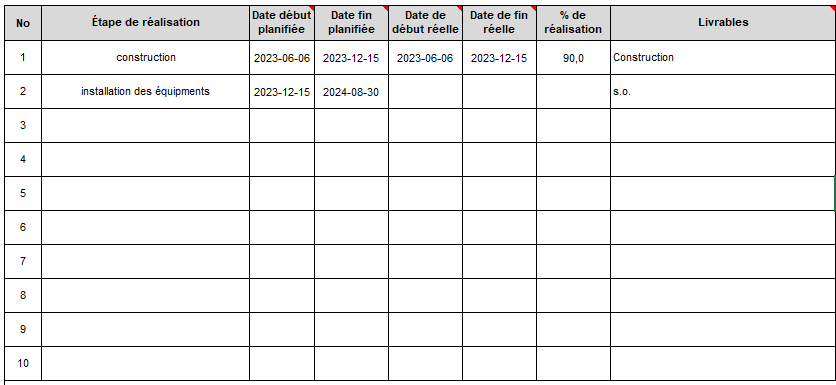 No Étape de réalisation Date début planifiée Date fin planifiée Date de début réelle Date de fin réelle % de réalisation Livrables
1 construction 2023-06-06 2023-12-15 2023-06-06 2023-12-15 90,0 Construction
2 installation des équipments 2023-12-15 2024-08-30 s.o.
3
4
5
6
7
8
9
10